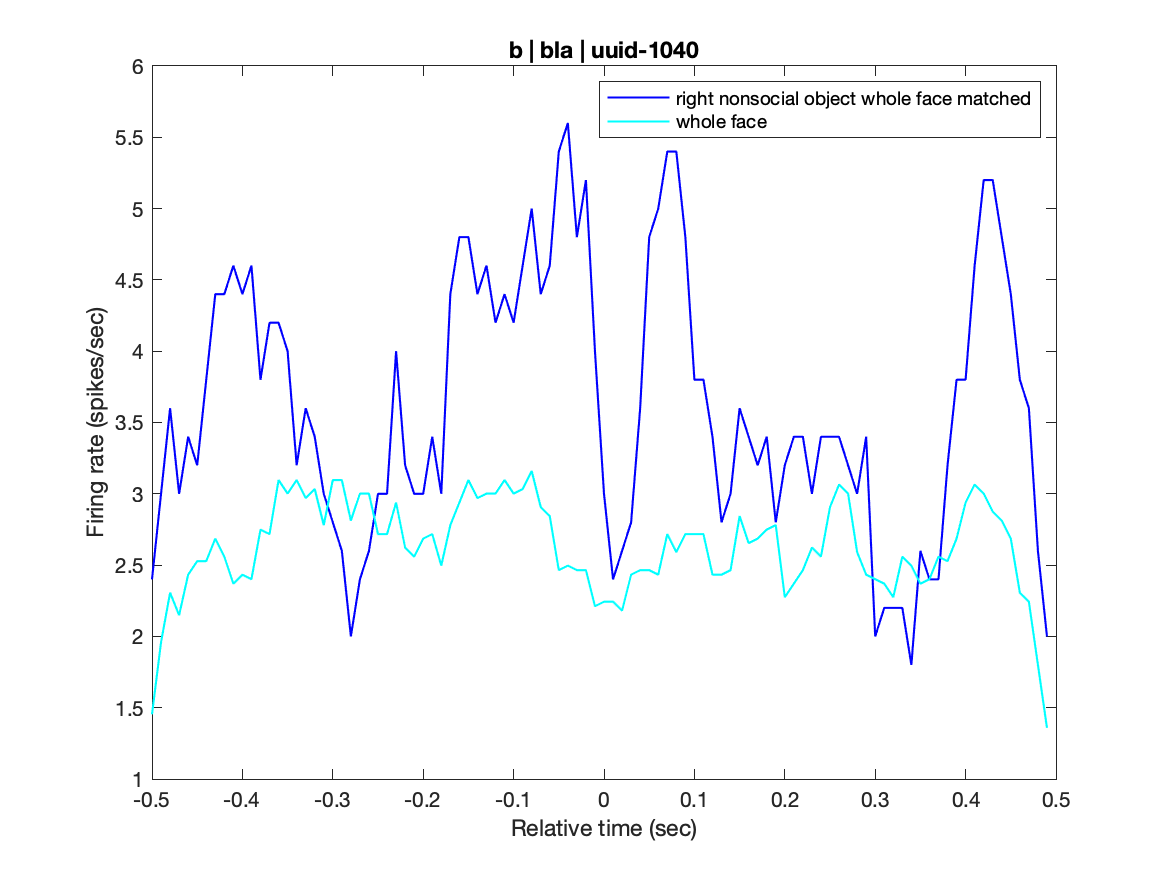 b | bla | uuid-1040
right nonsocial object whole face matched
whole face
6
5.5
5
4.5
4
3.5
3
2.5
2
1.5
1
Firing rate (spikes/sec)
-0.5 -0.4 -0.3 -0.2 -0.1 0 0.1 0.2 0.3 0.4 0.5
Relative time (sec)